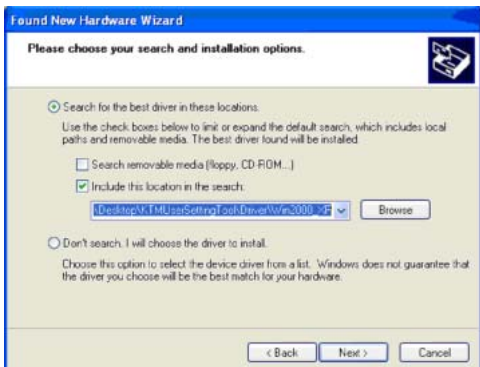 Found New Hardware Wizard
Please choose your search and installation options.
Search for the best driver in these locations.
Use the check boxes below to limit or expand the default search, which includes local
paths and removable media. The best driver found will be installed.
Search removable media (floppy, CD-ROM...)
Include this location in the search:
\Desktop\KTMUserSettingTool\Driver\Win2000_XP
Browse
Don't search. I will choose the driver to install.
Choose this option to select the device driver from a list. Windows does not guarantee that
the driver you choose will be the best match for your hardware.
< Back
Next >
Cancel